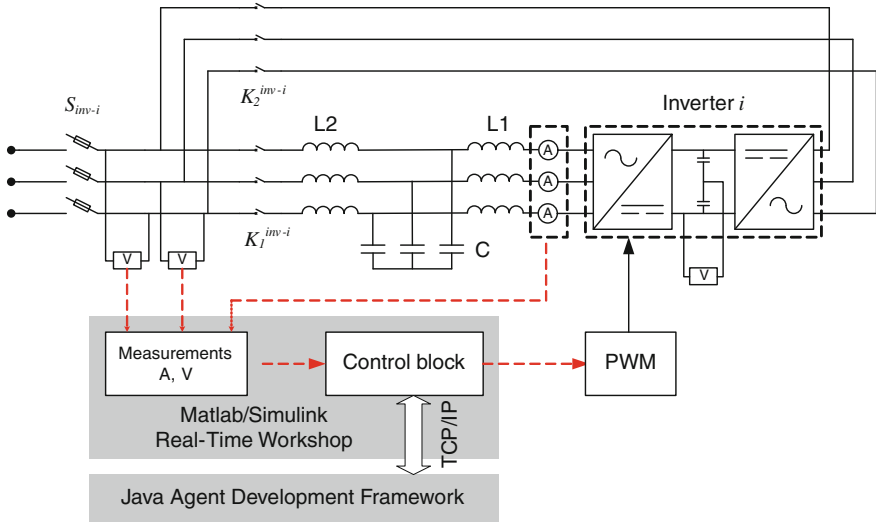 S_inv-i
K_2^inv-i
L2
L1
Inverter i
A
A
A
K_1^inv-i
C
V
V
V
Measurements
A, V
Control block
PWM
Matlab/Simulink
Real-Time Workshop
TCP/IP
Java Agent Development Framework